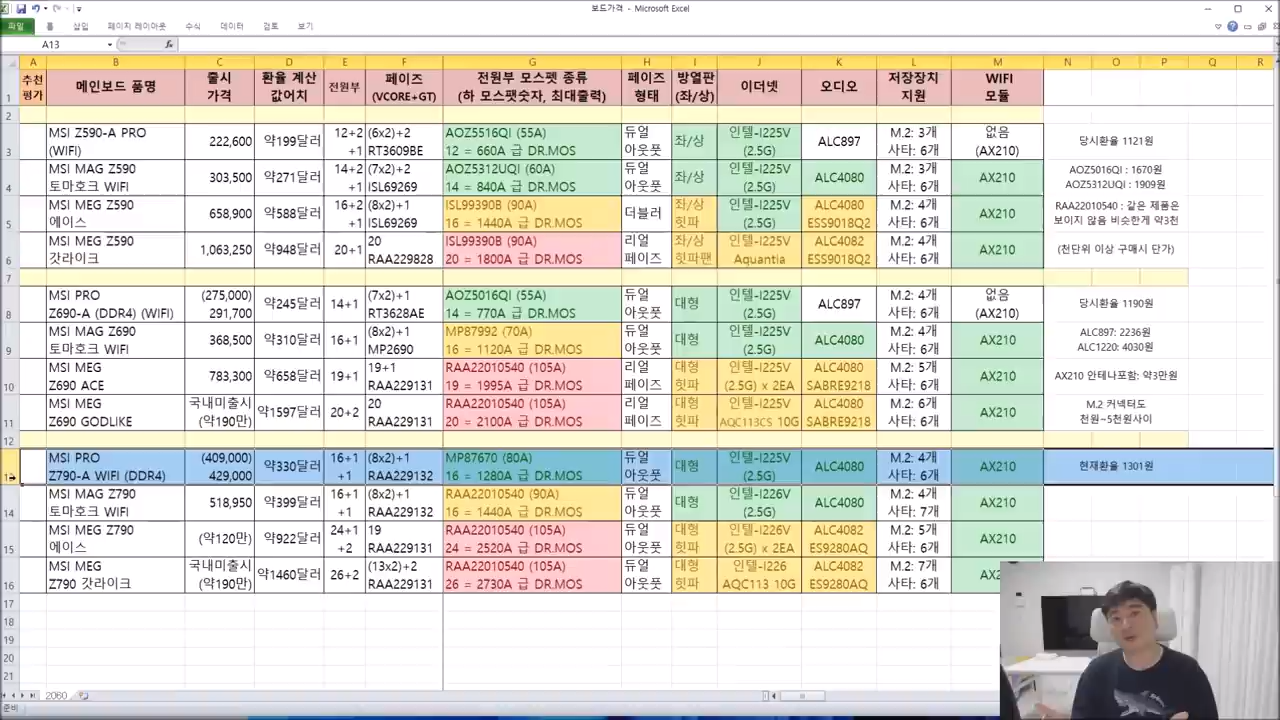 보드가격 - Microsoft Excel
파일 홈 삽입 페이지 레이아웃 수식 데이터 검토 보기
A13 fx
A B C D E F G H I J K L M N O P Q R
추천 평가 메인보드 품명 출시 가격 환율 계산 값어치 전원부 페이즈 (VCORE+GT) 전원부 모스펫 종류 (하 모스펫숫자, 최대출력) 페이즈 형태 방열판 (좌/상) 이더넷 오디오 저장장치 지원 WIFI 모듈
1
2
3 MSI Z590-A PRO (WIFI) 222,600 약199달러 12+2 +1 (6x2)+2 RT3609BE AOZ5516QI (55A) 12 = 660A 급 DR.MOS 듀얼 아웃풋 좌/상 인텔-I225V (2.5G) ALC897 M.2: 3개 사타: 6개 없음 (AX210) 당시환율 1121원
4 MSI MAG Z590 토마호크 WIFI 303,500 약271달러 14+2 +1 (7x2)+2 ISL69269 AOZ5312UQI (60A) 14 = 840A 급 DR.MOS 듀얼 아웃풋 좌/상 인텔-I225V (2.5G) ALC4080 M.2: 3개 사타: 6개 AX210 AOZ5016QI : 1670원 AOZ5312UQI : 1909원
5 MSI MEG Z590 에이스 658,900 약588달러 16+2 +1 (8x2)+1 ISL69269 ISL99390B (90A) 16 = 1440A 급 DR.MOS 더블러 좌/상 힛파 인텔-I225V (2.5G) ALC4080 ESS9018Q2 M.2: 4개 사타: 6개 AX210 RAA22010540 : 같은 제품은 보이지 않음 비슷한게 약3천
6 MSI MEG Z590 갓라이크 1,063,250 약948달러 20+1 20 RAA229828 ISL99390B (90A) 20 = 1800A 급 DR.MOS 리얼 페이즈 좌/상 힛파팬 인텔-I225V Aquantia ALC4082 ESS9018Q2 M.2: 4개 사타: 6개 AX210 (천단위 이상 구매시 단가)
7
8 MSI PRO Z690-A (DDR4) (WIFI) (275,000) 291,700 약245달러 14+1 (7x2)+1 RT3628AE AOZ5016QI (55A) 14 = 770A 급 DR.MOS 듀얼 아웃풋 대형 인텔-I225V (2.5G) ALC897 M.2: 4개 사타: 6개 없음 (AX210) 당시환율 1190원
9 MSI MAG Z690 토마호크 WIFI 368,500 약310달러 16+1 (8x2)+1 MP2690 MP87992 (70A) 16 = 1120A 급 DR.MOS 듀얼 아웃풋 대형 인텔-I225V (2.5G) ALC4080 M.2: 4개 사타: 6개 AX210 ALC897: 2236원 ALC1220: 4030원
10 MSI MEG Z690 ACE 783,300 약658달러 19+1 19+1 RAA229131 RAA22010540 (105A) 19 = 1995A 급 DR.MOS 리얼 페이즈 대형 힛파 인텔-I225V (2.5G) x 2EA ALC4080 SABRE9218 M.2: 5개 사타: 6개 AX210 AX210 안테나포함: 약3만원
11 MSI MEG Z690 GODLIKE 국내미출시 (약190만) 약1597달러 20+2 20 RAA229131 RAA22010540 (105A) 20 = 2100A 급 DR.MOS 리얼 페이즈 대형 힛파 인텔-I225V AQC113CS 10G ALC4080 SABRE9218 M.2: 6개 사타: 6개 AX210 M.2 커넥터도 천원~5천원사이
12
MSI PRO Z790-A WIFI (DDR4) (409,000) 429,000 약330달러 16+1 +1 (8x2)+1 RAA229132 MP87670 (80A) 16 = 1280A 급 DR.MOS 듀얼 아웃풋 대형 인텔-I225V (2.5G) ALC4080 M.2: 4개 사타: 6개 AX210 현재환율 1301원
14 MSI MAG Z790 토마호크 WIFI 518,950 약399달러 16+1 +1 (8x2)+1 RAA229132 RAA22010540 (90A) 16 = 1440A 급 DR.MOS 듀얼 아웃풋 대형 인텔-I226V (2.5G) ALC4080 M.2: 4개 사타: 7개 AX210
15 MSI MEG Z790 에이스 (약120만) 약922달러 24+1 +2 19 RAA229131 RAA22010540 (105A) 24 = 2520A 급 DR.MOS 듀얼 아웃풋 대형 힛파 인텔-I226V (2.5G) x 2EA ALC4082 ES9280AQ M.2: 5개 사타: 6개 AX210
16 MSI MEG Z790 갓라이크 국내미출시 (약190만) 약1460달러 26+2 (13x2)+2 RAA229131 RAA22010540 (105A) 26 = 2730A 급 DR.MOS 듀얼 아웃풋 대형 힛파 인텔-I226 AQC113 10G ALC4082 ES9280AQ M.2: 7개 사타: 6개
17
18
19
20
21
2060
준비